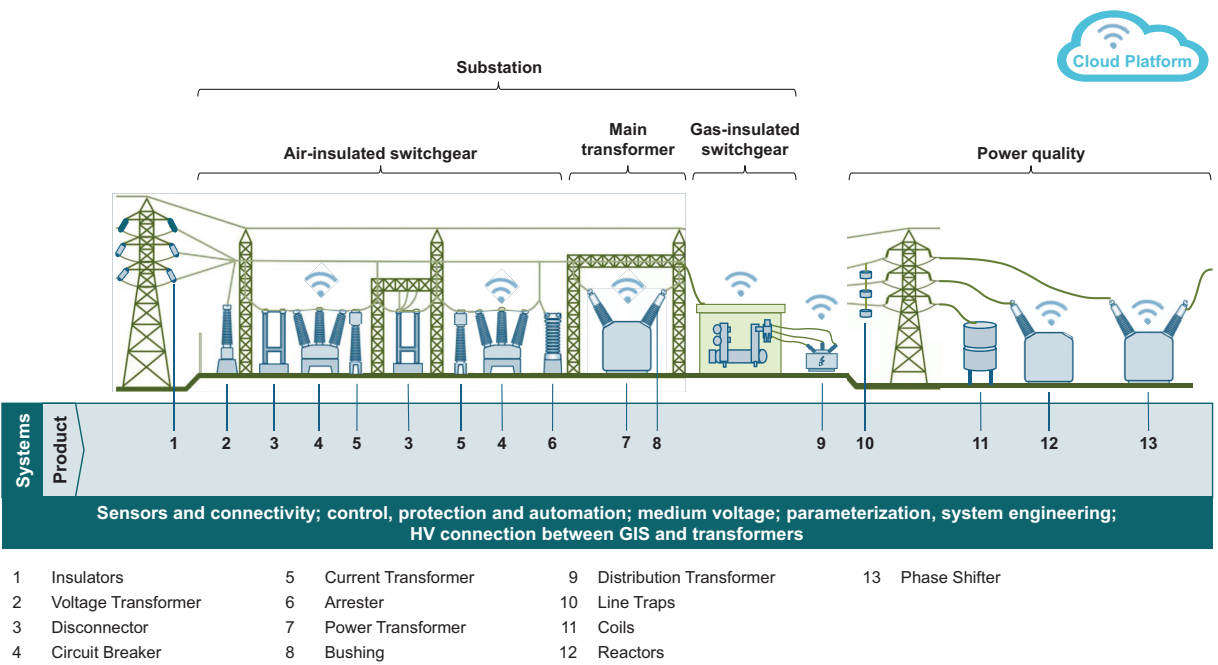 Cloud Platform
Substation
Air-insulated switchgear
Main
transformer
Gas-insulated
switchgear
Power quality
Systems
Product
1 2 3 4 5 3 5 4 6 7 8 9 10 11 12 13
Sensors and connectivity; control, protection and automation; medium voltage; parameterization, system engineering;
HV connection between GIS and transformers
1 Insulators
2 Voltage Transformer
3 Disconnector
4 Circuit Breaker
5 Current Transformer
6 Arrester
7 Power Transformer
8 Bushing
9 Distribution Transformer
10 Line Traps
11 Coils
12 Reactors
13 Phase Shifter